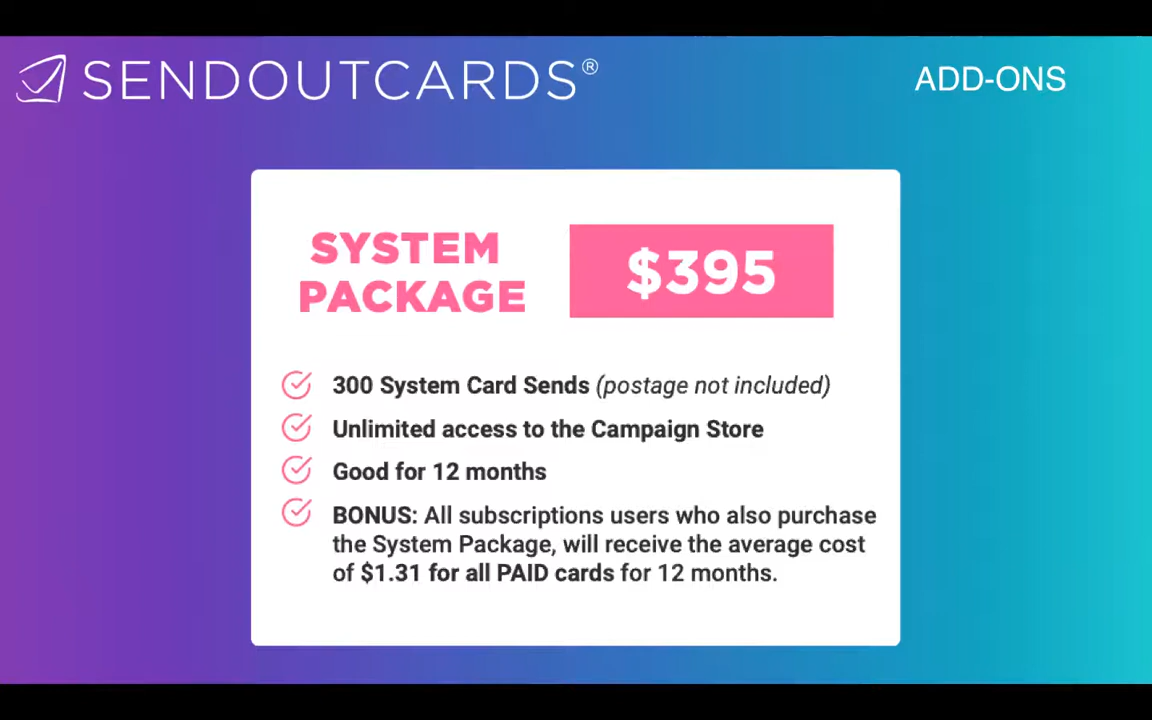 SENDOUTCARDS®
ADD-ONS
SYSTEM
PACKAGE
$395
300 System Card Sends (postage not included)
Unlimited access to the Campaign Store
Good for 12 months
BONUS: All subscriptions users who also purchase
the System Package, will receive the average cost
of $1.31 for all PAID cards for 12 months.